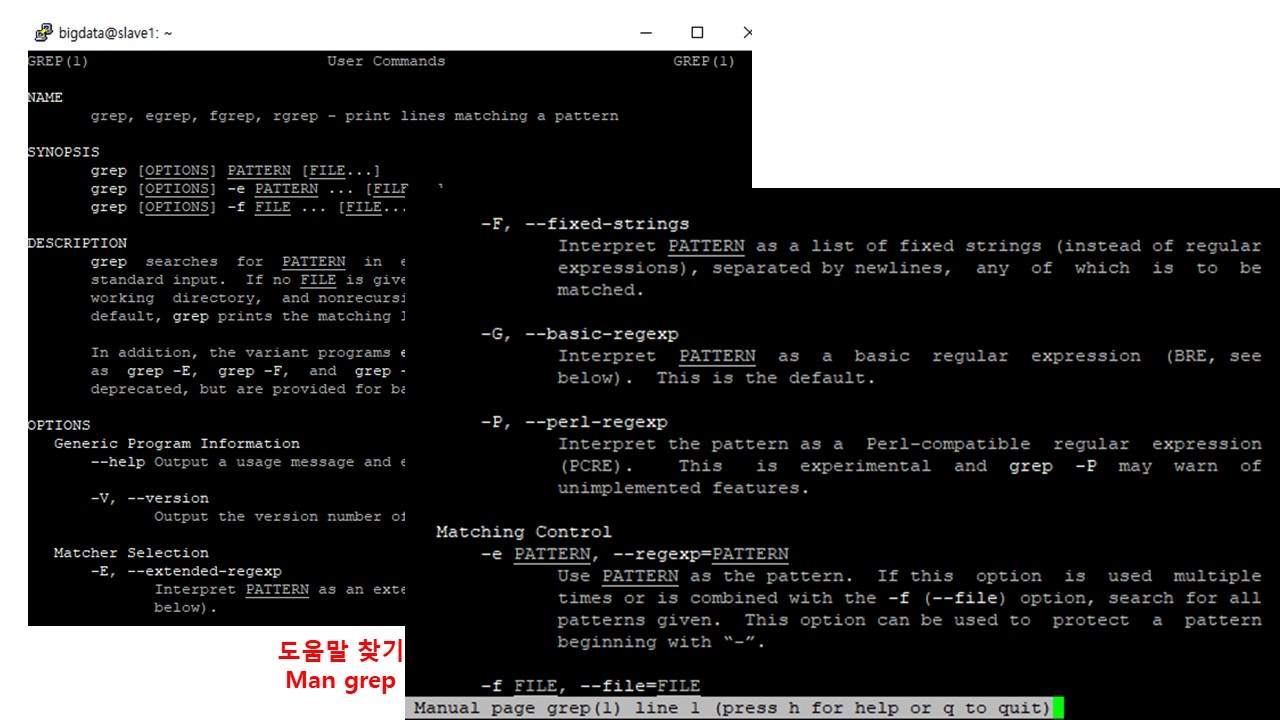 bigdata@slave1: ~
GREP(1) User Commands GREP(1)
NAME
grep, egrep, fgrep, rgrep - print lines matching a pattern
SYNOPSIS
grep [OPTIONS] PATTERN [FILE...]
grep [OPTIONS] -e PATTERN ... [FILE
grep [OPTIONS] -f FILE ... [FILE...
DESCRIPTION
grep searches for PATTERN in
standard input. If no FILE is give
working directory, and nonrecursi
default, grep prints the matching
In addition, the variant programs
as grep -E, grep -F, and grep -
deprecated, but are provided for ba
OPTIONS
Generic Program Information
--help Output a usage message and
-V, --version
Output the version number of
Matcher Selection
-E, --extended-regexp
Interpret PATTERN as an exte
below).
-F, --fixed-strings
Interpret PATTERN as a list of fixed strings (instead of regular
expressions), separated by newlines, any of which is to be
matched.
-G, --basic-regexp
Interpret PATTERN as a basic regular expression (BRE, see
below). This is the default.
-P, --perl-regexp
Interpret the pattern as a Perl-compatible regular expression
(PCRE). This is experimental and grep -P may warn of
unimplemented features.
Matching Control
-e PATTERN, --regexp=PATTERN
Use PATTERN as the pattern. If this option is used multiple
times or is combined with the -f (--file) option, search for all
patterns given. This option can be used to protect a pattern
beginning with “-”.
-f FILE, --file=FILE
Manual page grep(1) line 1 (press h for help or q to quit)
도움말 찾기
Man grep